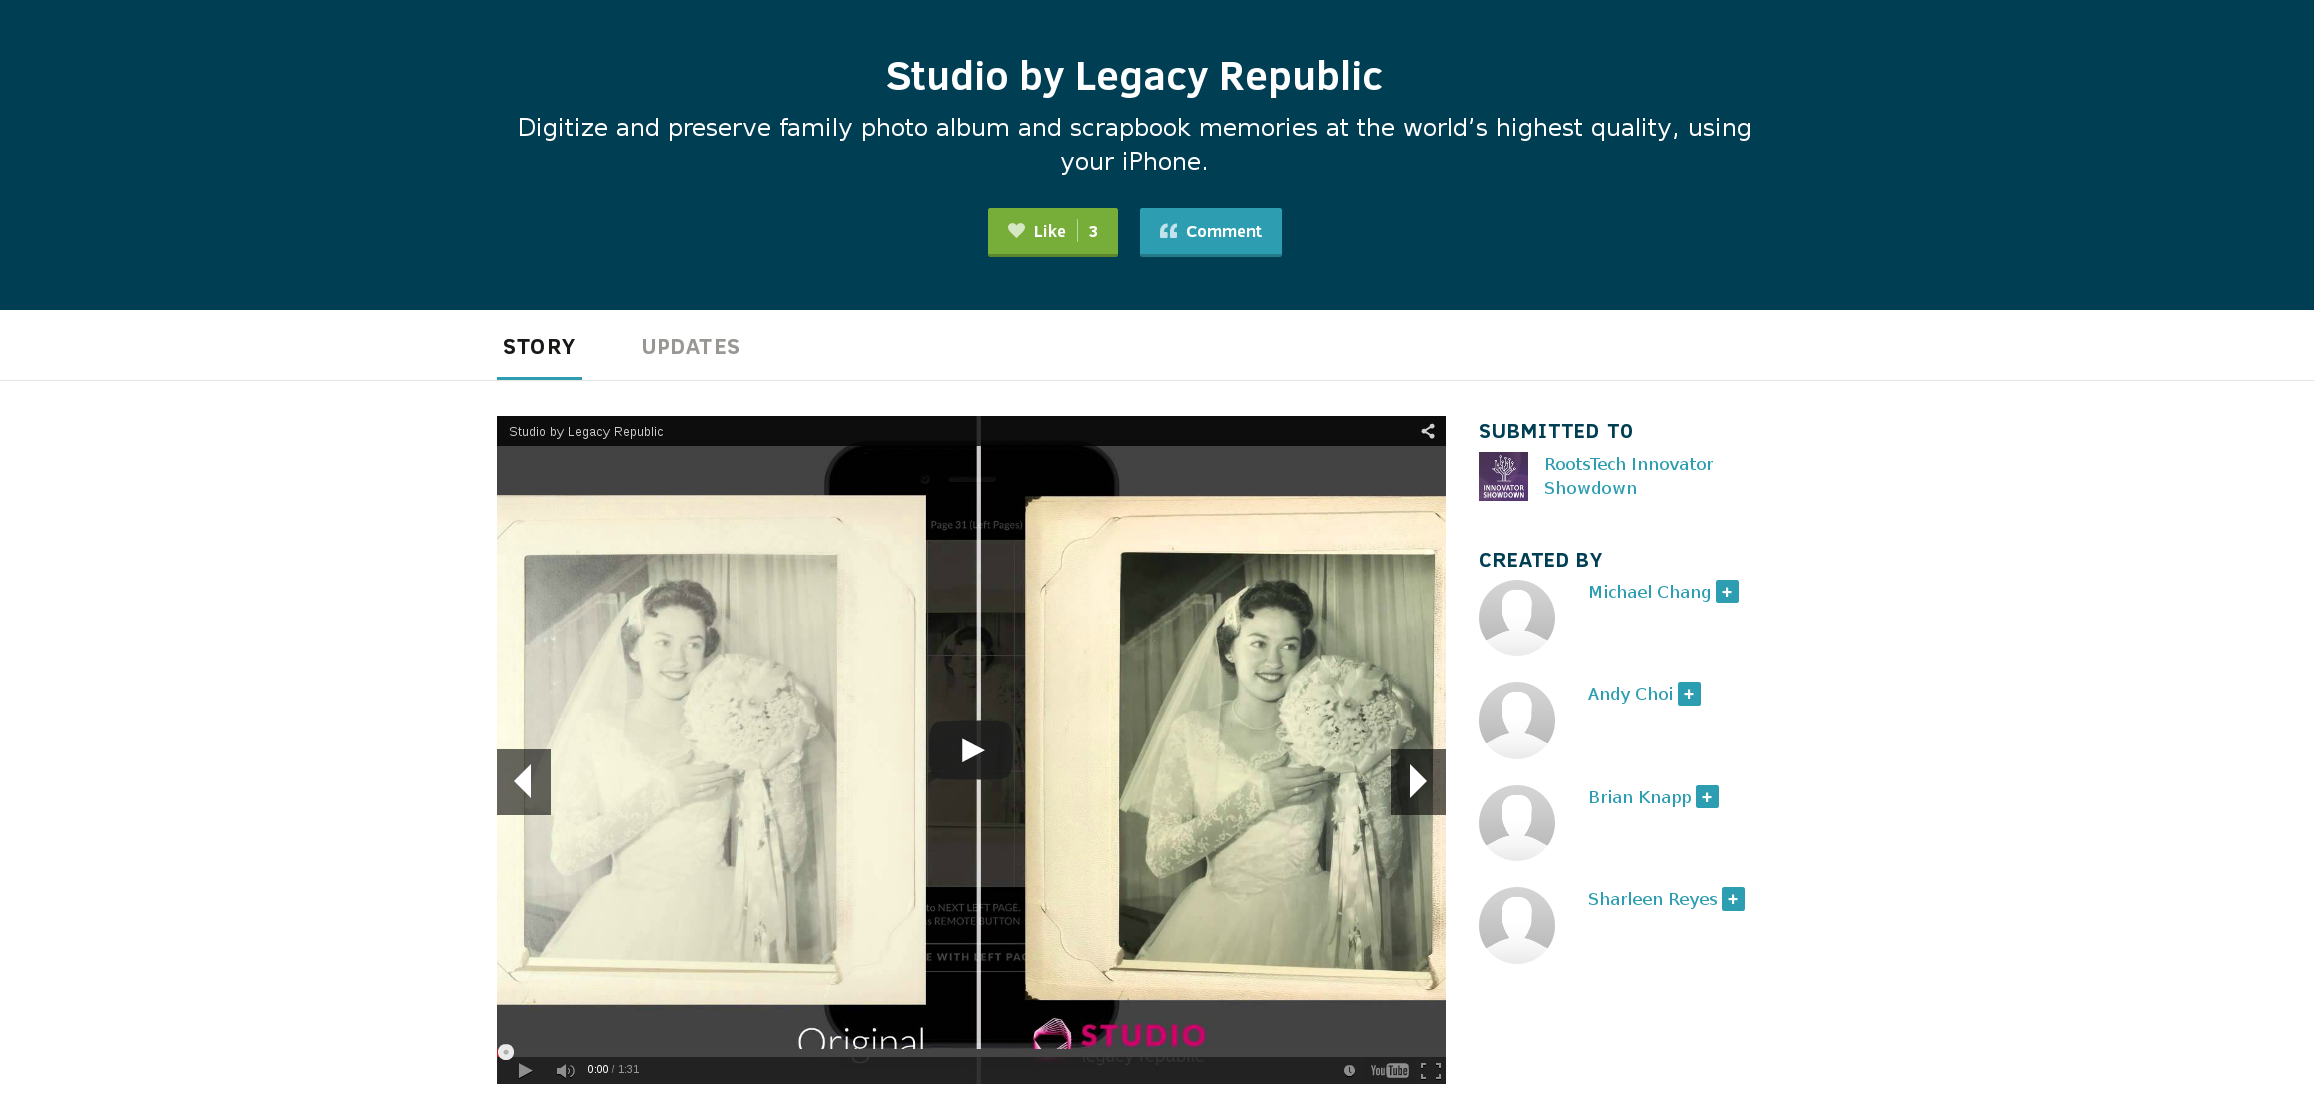 Studio by Legacy Republic
Digitize and preserve family photo album and scrapbook memories at the world's highest quality, using
your iPhone.
Like 3
Comment
STORY
UPDATES
Studio by Legacy Republic
Page 31 (Left Pages)
to NEXT LEFT PAGE.
REMOTE BUTTON
WITH LEFT
Original
STUDIO
legacy republic
0:00 / 1:31
YouTube
SUBMITTED TO
INNOVATOR
SHOWDOWN
RootsTech Innovator
Showdown
CREATED BY
Michael Chang +
Andy Choi +
Brian Knapp +
Sharleen Reyes +